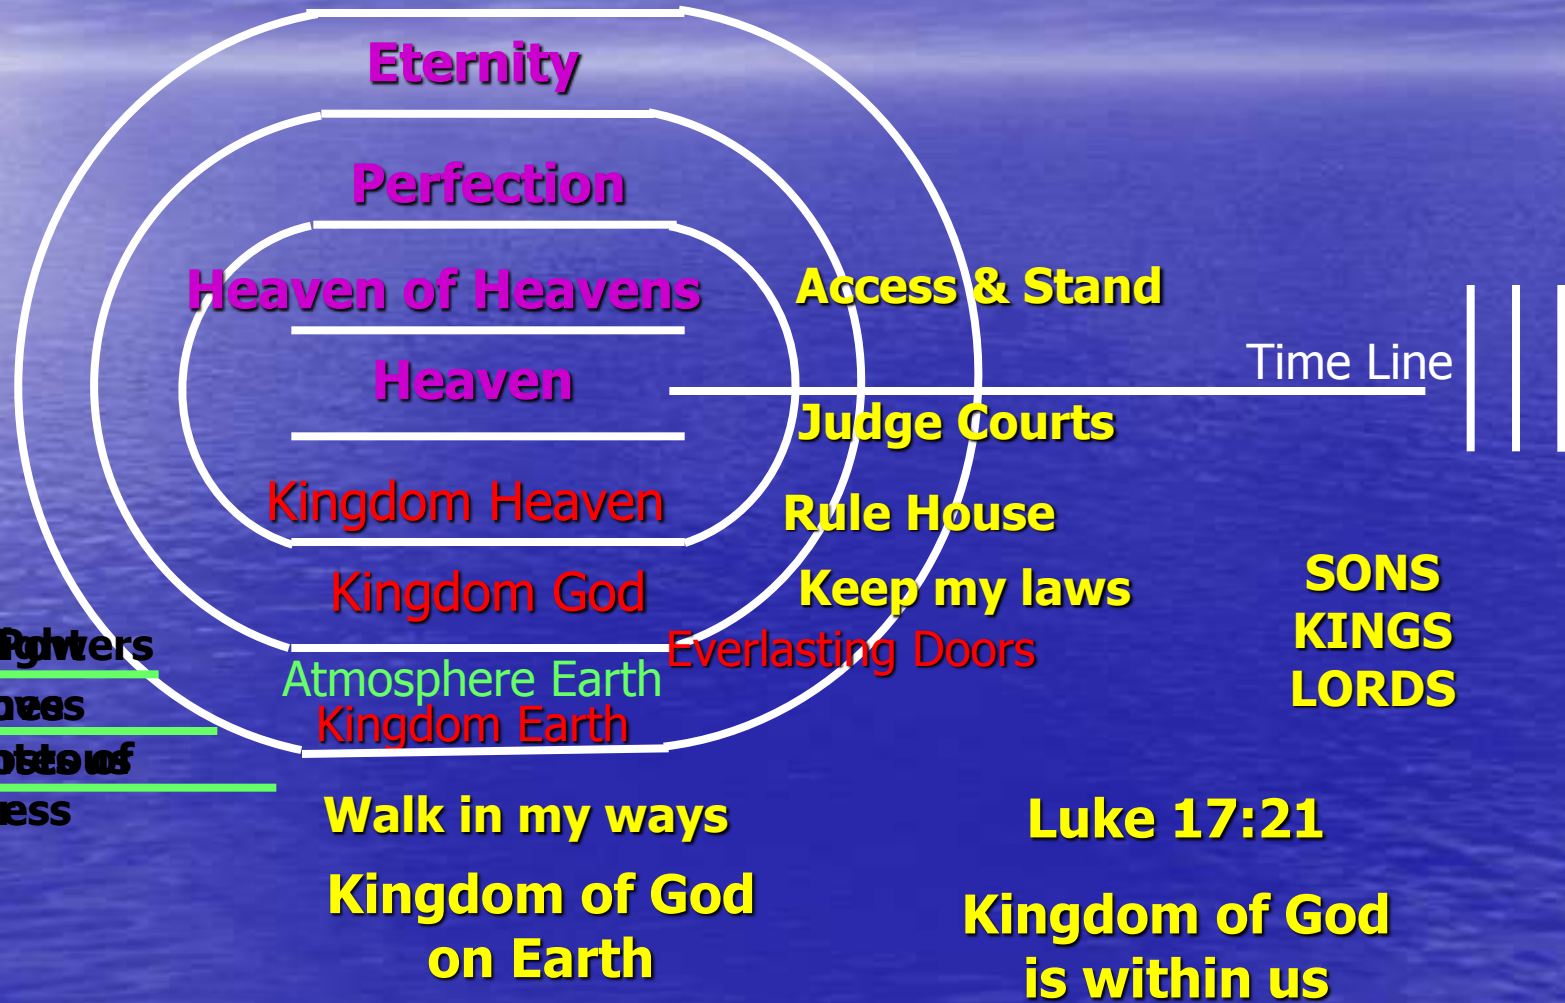 Eternity
Perfection
Heaven of Heavens
Access & Stand
Heaven
Time Line
Judge Courts
Kingdom Heaven
Rule House
Kingdom God
Keep my laws
SONS
KINGS
LORDS
Everlasting Doors
Atmosphere Earth
Kingdom Earth
Walk in my ways
Kingdom of God
on Earth
Luke 17:21
Kingdom of God
is within us